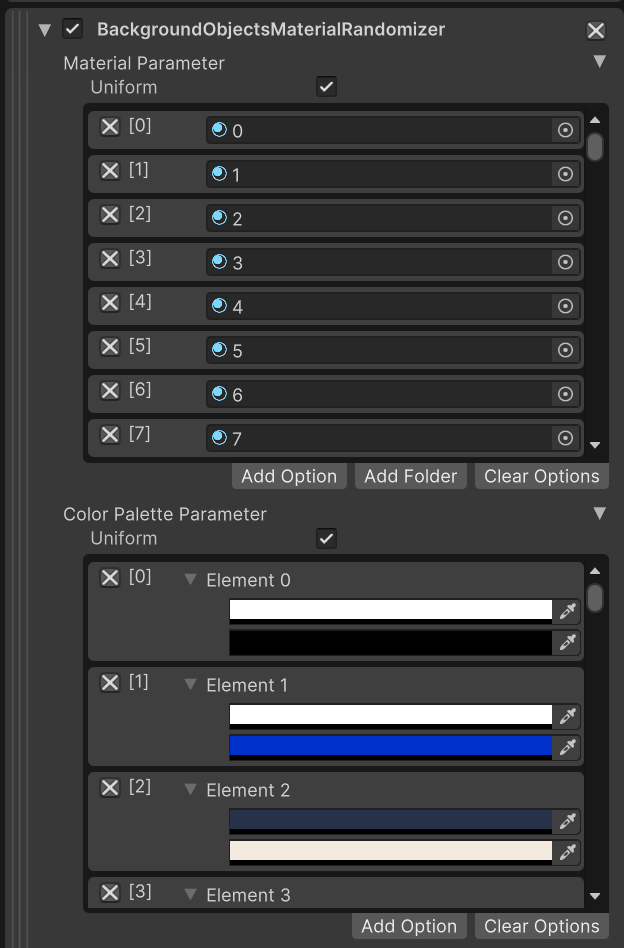 BackgroundObjectsMaterialRandomizer
Material Parameter
Uniform
[0] 0
[1] 1
[2] 2
[3] 3
[4] 4
[5] 5
[6] 6
[7] 7
Add Option Add Folder Clear Options
Color Palette Parameter
Uniform
[0] Element 0
[1] Element 1
[2] Element 2
[3] Element 3
Add Option Clear Options